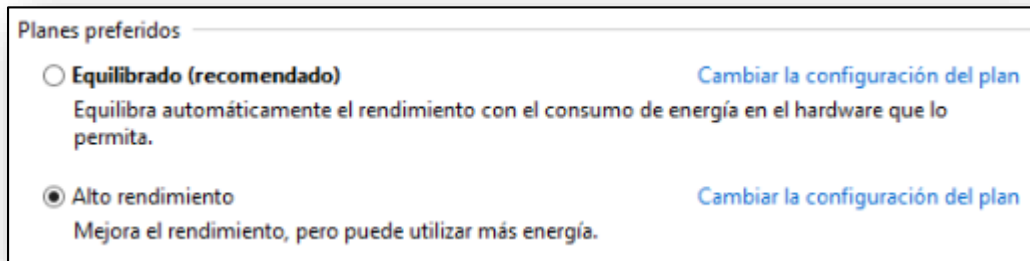 Planes preferidos
Equilibrado (recomendado) Cambiar la configuración del plan
Equilibra automáticamente el rendimiento con el consumo de energía en el hardware que lo
permita.
Alto rendimiento Cambiar la configuración del plan
Mejora el rendimiento, pero puede utilizar más energía.